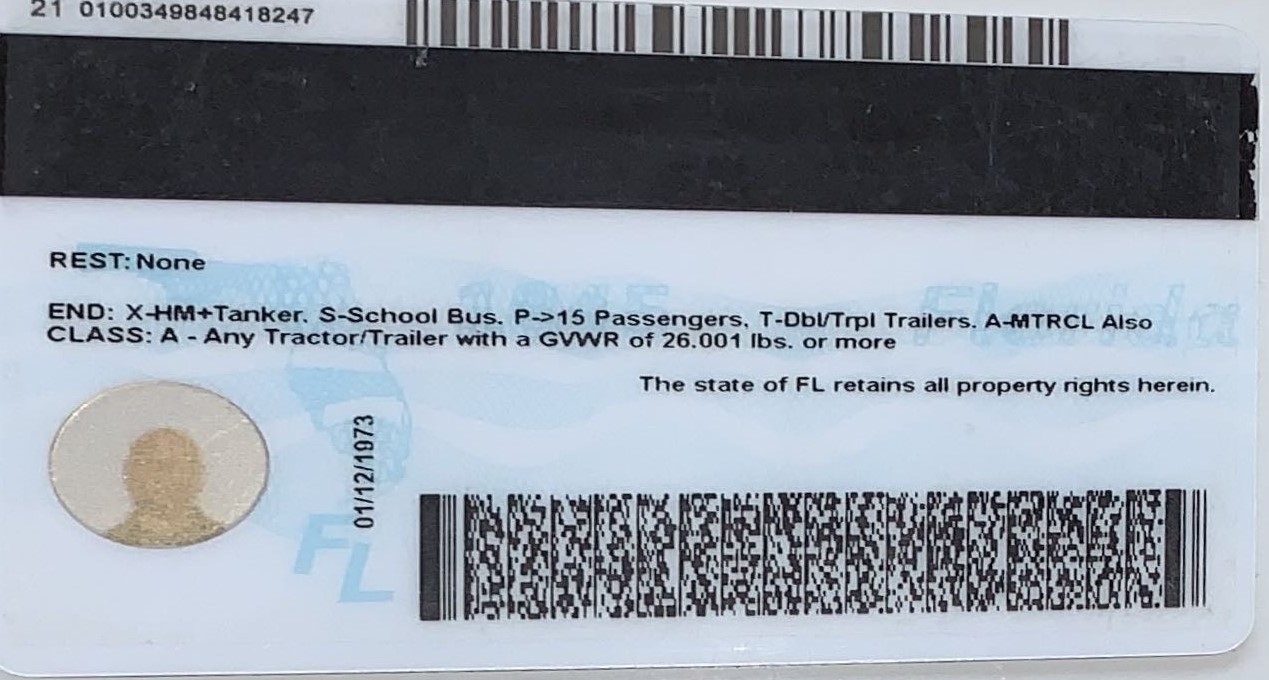 21 0100349848418247
REST: None
END: X-HM+Tanker. S-School Bus. P->15 Passengers, T-Dbl/Trpl Trailers. A-MTRCL Also
CLASS: A - Any Tractor/Trailer with a GVWR of 26.001 lbs. or more
The state of FL retains all property rights herein.
01/12/1973
FL
Florida